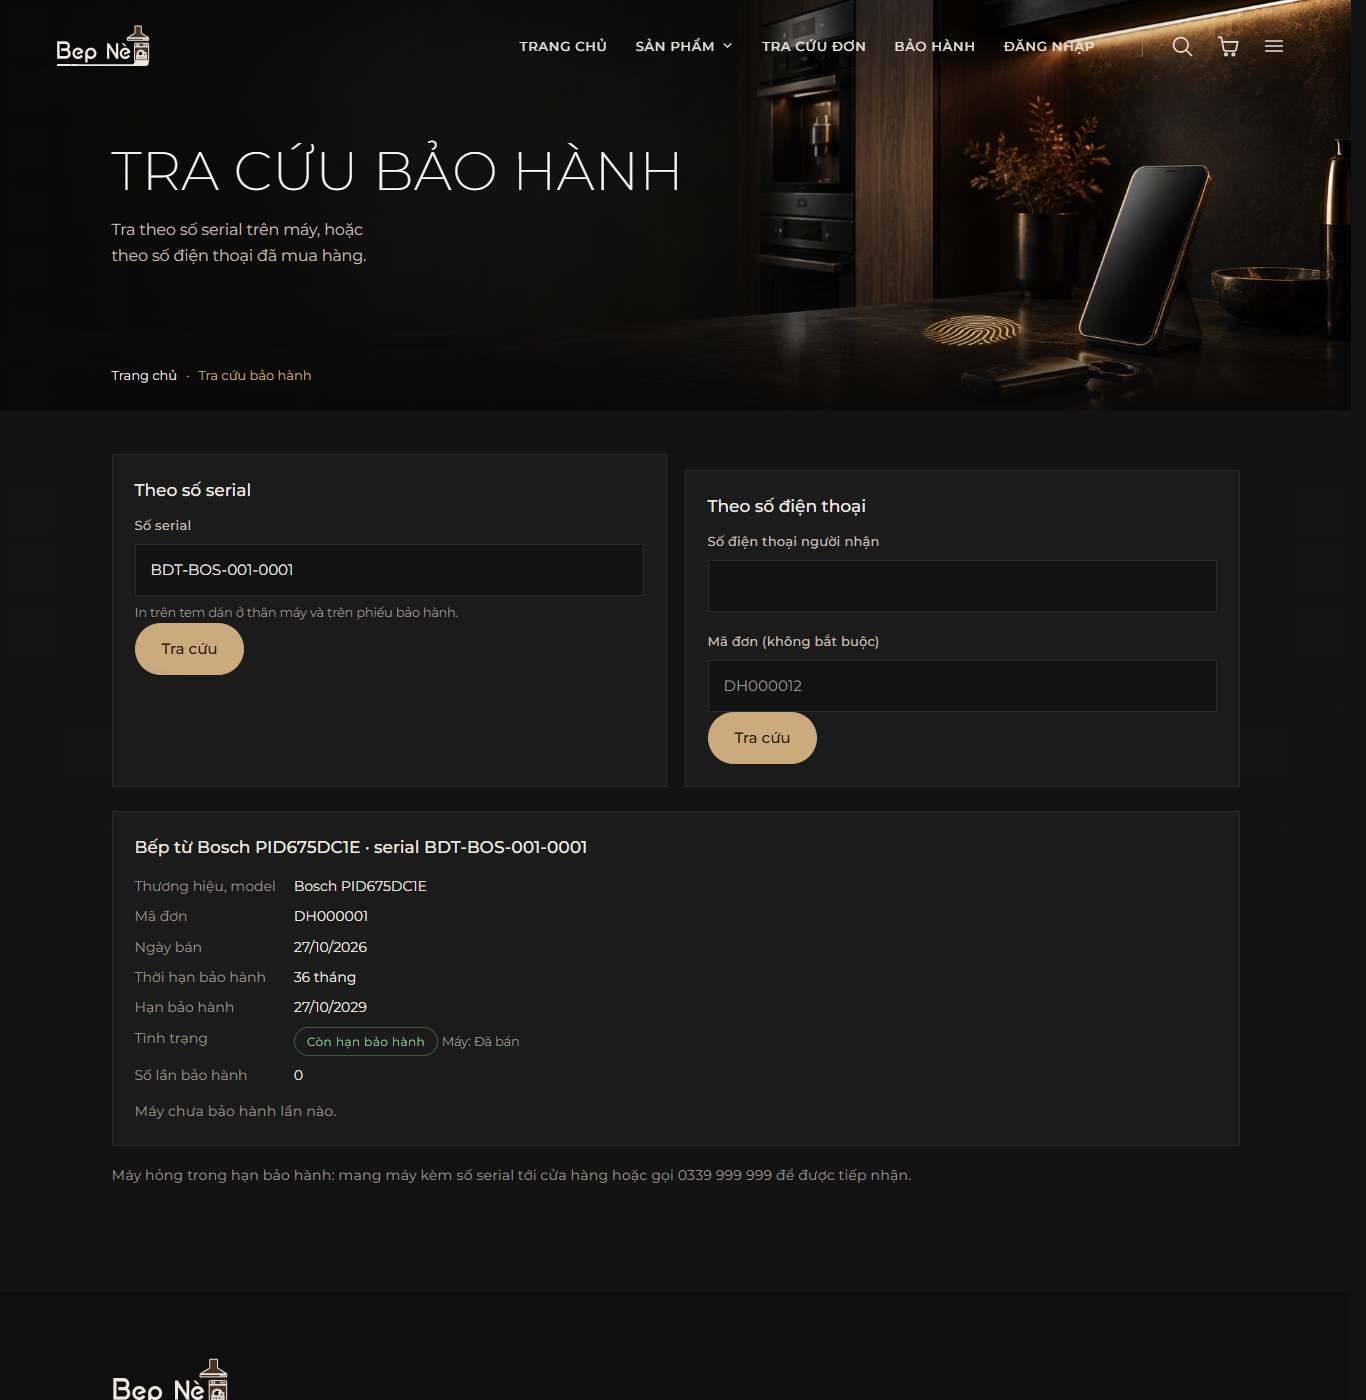 Bep Nè
TRANG CHỦ
SẢN PHẨM
TRA CỨU ĐƠN
BẢO HÀNH
ĐĂNG NHẬP
TRA CỨU BẢO HÀNH
Tra theo số serial trên máy, hoặc
theo số điện thoại đã mua hàng.
Trang chủ · Tra cứu bảo hành
Theo số serial
Số serial
BDT-BOS-001-0001
In trên tem dán ở thân máy và trên phiếu bảo hành.
Tra cứu
Theo số điện thoại
Số điện thoại người nhận
Mã đơn (không bắt buộc)
DH000012
Tra cứu
Bếp từ Bosch PID675DC1E · serial BDT-BOS-001-0001
Thương hiệu, model Bosch PID675DC1E
Mã đơn DH000001
Ngày bán 27/10/2026
Thời hạn bảo hành 36 tháng
Hạn bảo hành 27/10/2029
Tình trạng Còn hạn bảo hành Máy: Đã bán
Số lần bảo hành 0
Máy chưa bảo hành lần nào.
Máy hỏng trong hạn bảo hành: mang máy kèm số serial tới cửa hàng hoặc gọi 0339 999 999 để được tiếp nhận.
Bep Nè